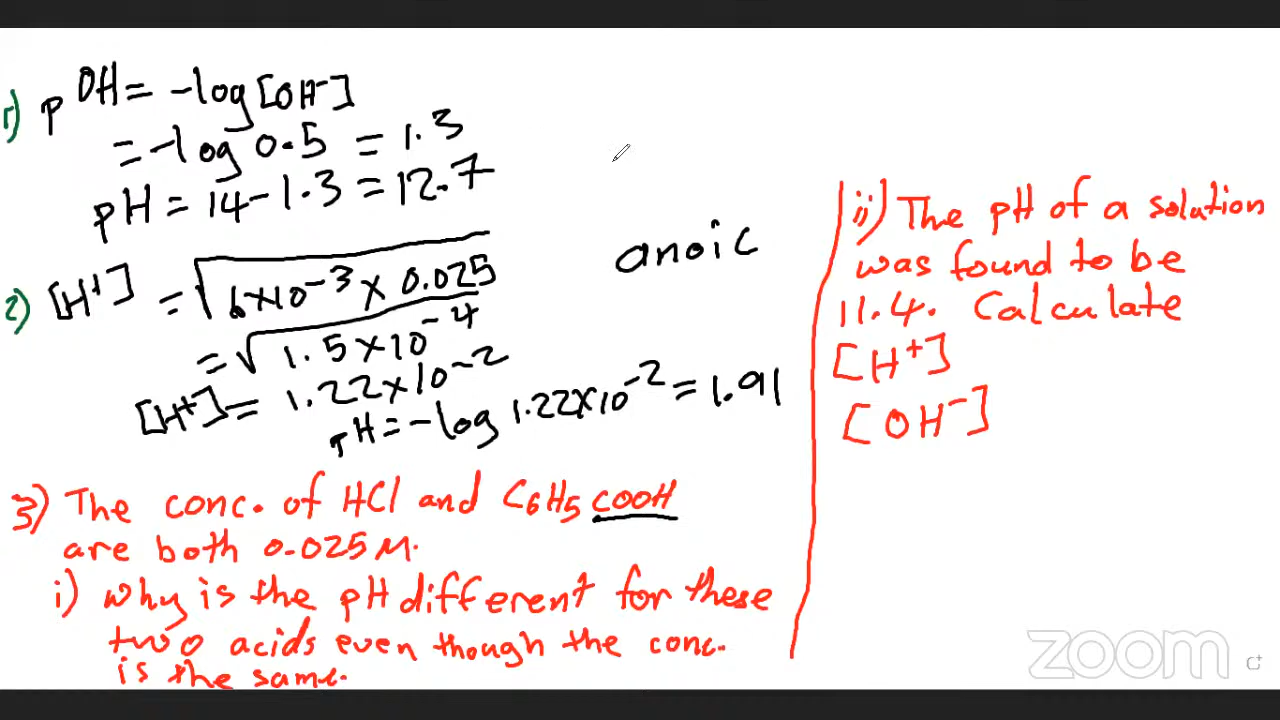 1) pOH = -log[OH⁻]
= -log 0.5 = 1.3
pH = 14 - 1.3 = 12.7
2) [H⁺] = √6×10⁻³ × 0.025
= √1.5×10⁻⁴
[H⁺] = 1.22×10⁻²
pH = -log 1.22×10⁻² = 1.91
anoic
3) The conc. of HCl and C₆H₅COOH
are both 0.025M.
i) why is the pH different for these
two acids even though the conc.
is the same.
ii) The pH of a solution
was found to be
11.4. Calculate
[H⁺]
[OH⁻]
zoom